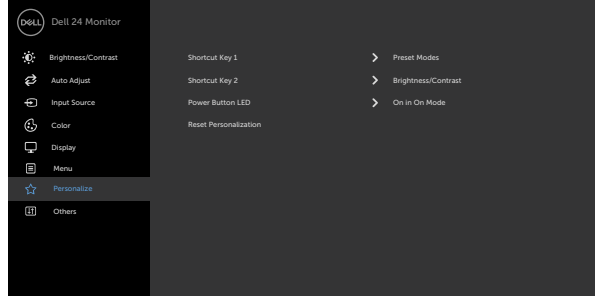 DELL Dell 24 Monitor
Brightness/Contrast
Auto Adjust
Input Source
Color
Display
Menu
Personalize
Others
Shortcut Key 1 Preset Modes
Shortcut Key 2 Brightness/Contrast
Power Button LED On in On Mode
Reset Personalization